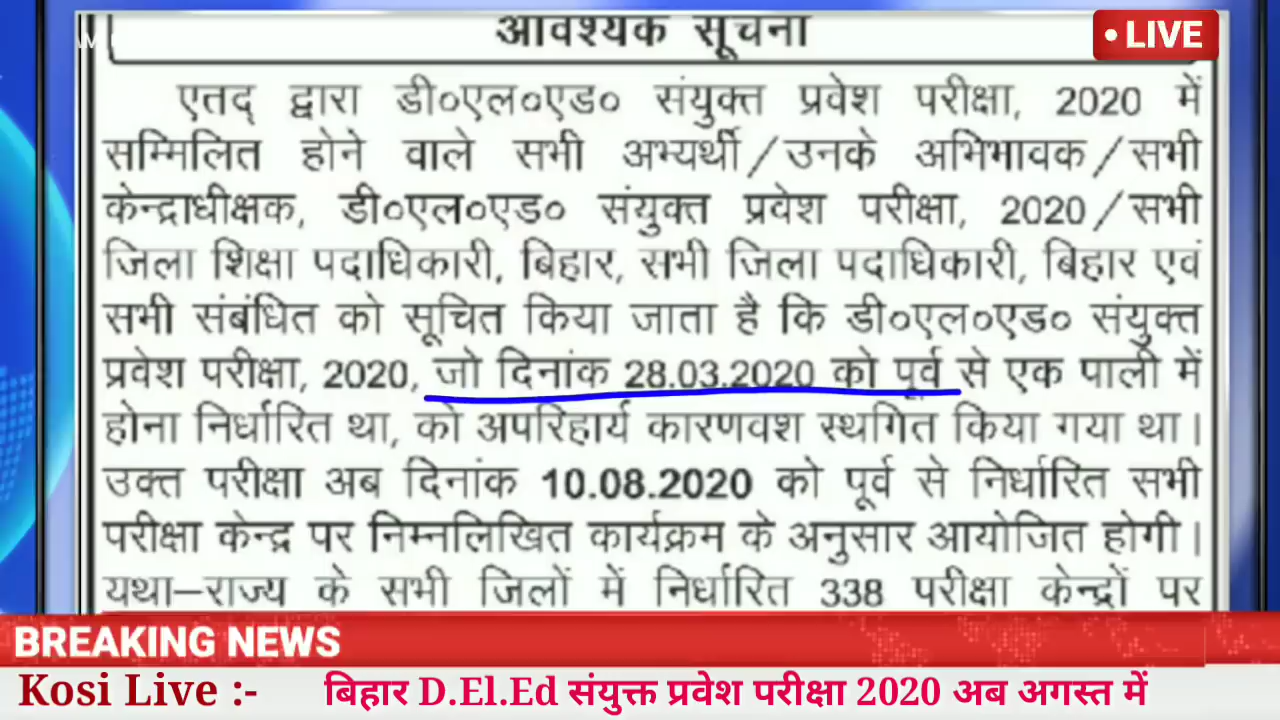 आवश्यक सूचना
• LIVE
एतद् द्वारा डी०एल०एड० संयुक्त प्रवेश परीक्षा, 2020 में
सम्मिलित होने वाले सभी अभ्यर्थी/उनके अभिभावक/सभी
केन्द्राधीक्षक, डी०एल०एड० संयुक्त प्रवेश परीक्षा, 2020/सभी
जिला शिक्षा पदाधिकारी, बिहार, सभी जिला पदाधिकारी, बिहार एवं
सभी संबंधित को सूचित किया जाता है कि डी०एल०एड० संयुक्त
प्रवेश परीक्षा, 2020, जो दिनांक 28.03.2020 को पूर्व से एक पाली में
होना निर्धारित था, को अपरिहार्य कारणवश स्थगित किया गया था।
उक्त परीक्षा अब दिनांक 10.08.2020 को पूर्व से निर्धारित सभी
परीक्षा केन्द्र पर निम्नलिखित कार्यक्रम के अनुसार आयोजित होगी।
यथा–राज्य के सभी जिलों में निर्धारित 338 परीक्षा केन्द्रों पर
BREAKING NEWS
Kosi Live :- बिहार D.El.Ed संयुक्त प्रवेश परीक्षा 2020 अब अगस्त में